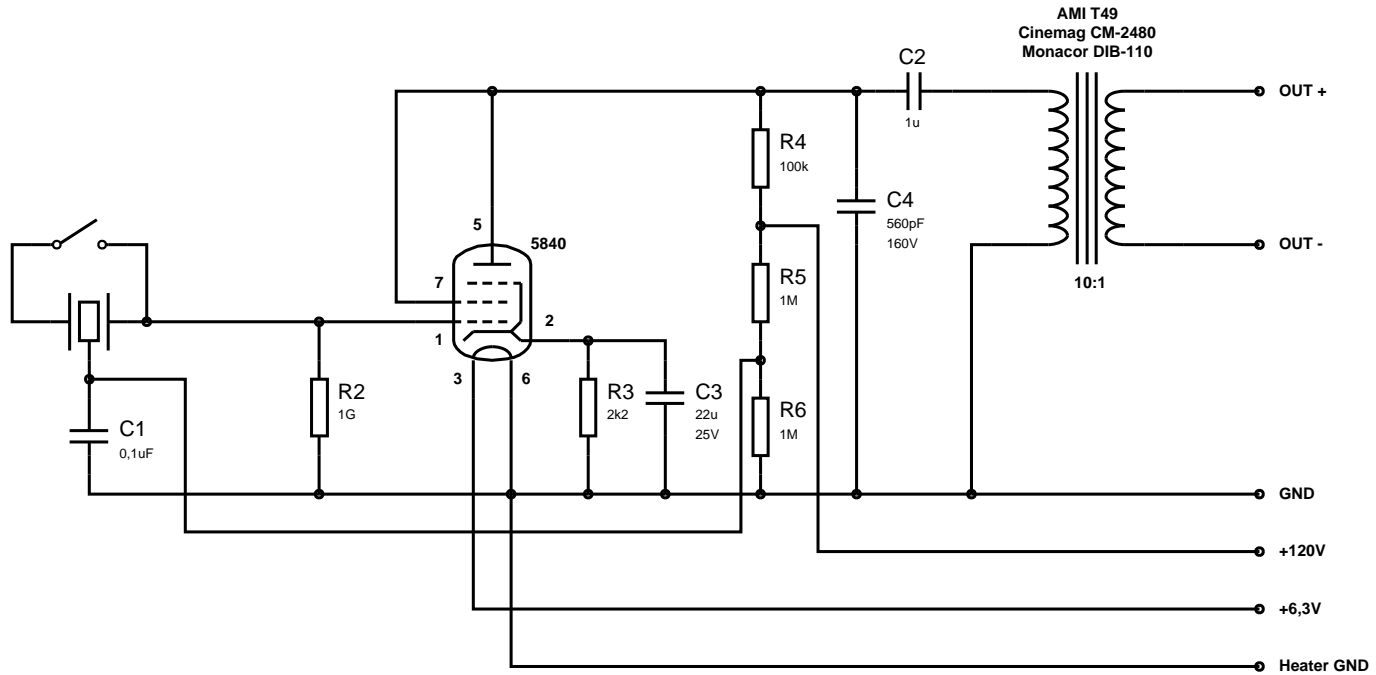 AMI T49
Cinemag CM-2480
Monacor DIB-110
C2
1u
OUT +
R4
100k
C4
560pF
160V
5
5840
OUT -
7
R5
1M
10:1
2
1
3
6
R2
1G
R3
2k2
C3
22u
25V
R6
1M
C1
0,1uF
GND
+120V
+6,3V
Heater GND